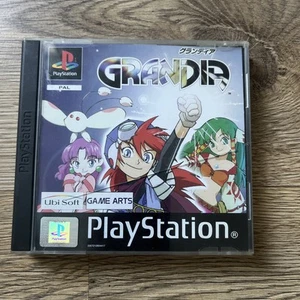 PlayStation
PAL
グランディア
GRANDIA
Ubi Soft
GAME ARTS
PlayStation®
PlayStation